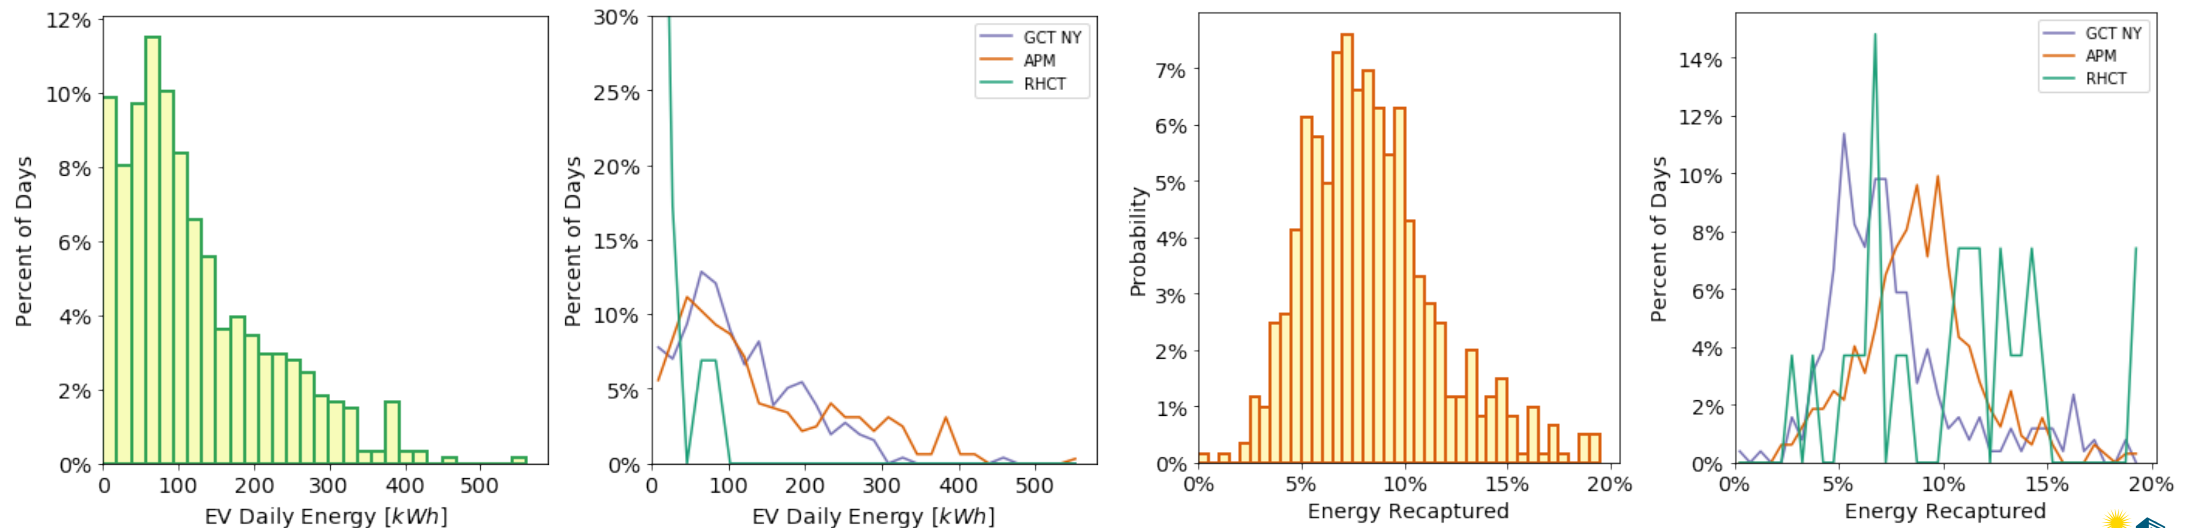 12%
10%
8%
6%
4%
2%
0%
Percent of Days
0 100 200 300 400 500
EV Daily Energy [kWh]
30%
25%
20%
15%
10%
5%
0%
Percent of Days
GCT NY
APM
RHCT
0 100 200 300 400 500
EV Daily Energy [kWh]
7%
6%
5%
4%
3%
2%
1%
0%
Probability
0% 5% 10% 15% 20%
Energy Recaptured
14%
12%
10%
8%
6%
4%
2%
0%
Percent of Days
GCT NY
APM
RHCT
0% 5% 10% 15% 20%
Energy Recaptured